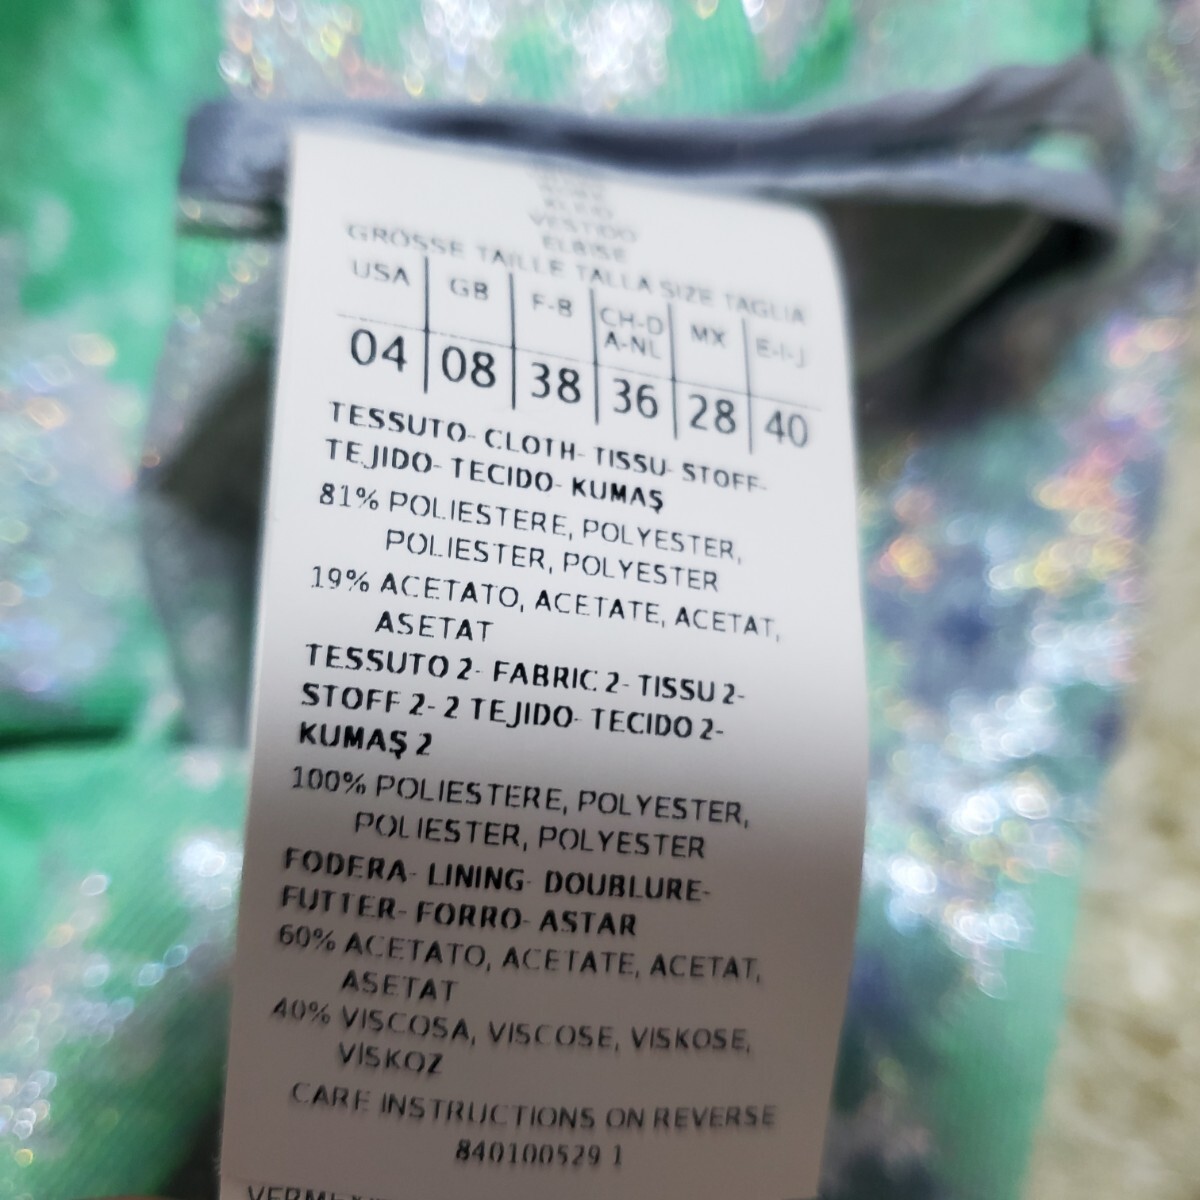 VESTIDO
ELBISE
GRÖSSE TAILLE TALLA SIZE TAGLIA
USA GB F-B CH-D A-NL MX E-I-J
04 08 38 36 28 40
TESSUTO- CLOTH- TISSU- STOFF-
TEJIDO- TECIDO- KUMAŞ
81% POLIESTERE, POLYESTER,
POLIESTER, POLYESTER
19% ACETATO, ACETATE, ACETAT,
ASETAT
TESSUTO 2- FABRIC 2- TISSU 2-
STOFF 2- 2 TEJIDO- TECIDO 2-
KUMAŞ 2
100% POLIESTERE, POLYESTER,
POLIESTER, POLYESTER
FODERA- LINING- DOUBLURE-
FUTTER- FORRO- ASTAR
60% ACETATO, ACETATE, ACETAT,
ASETAT
40% VISCOSA, VISCOSE, VISKOSE,
VİSKOZ
CARE INSTRUCTIONS ON REVERSE
840100529 1